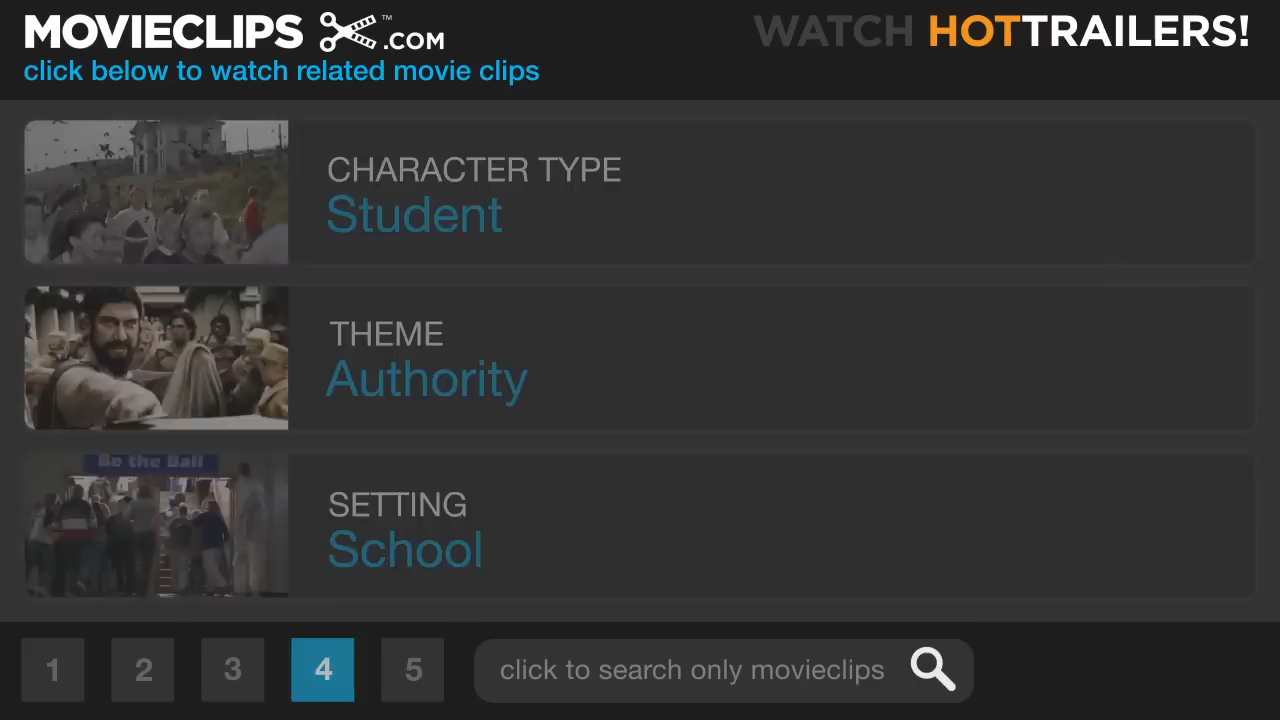 MOVIECLIPS ™ .COM
WATCH HOTTRAILERS!
click below to watch related movie clips
CHARACTER TYPE
Student
THEME
Authority
Be the Ball
SETTING
School
1 2 3 4 5
click to search only movieclips